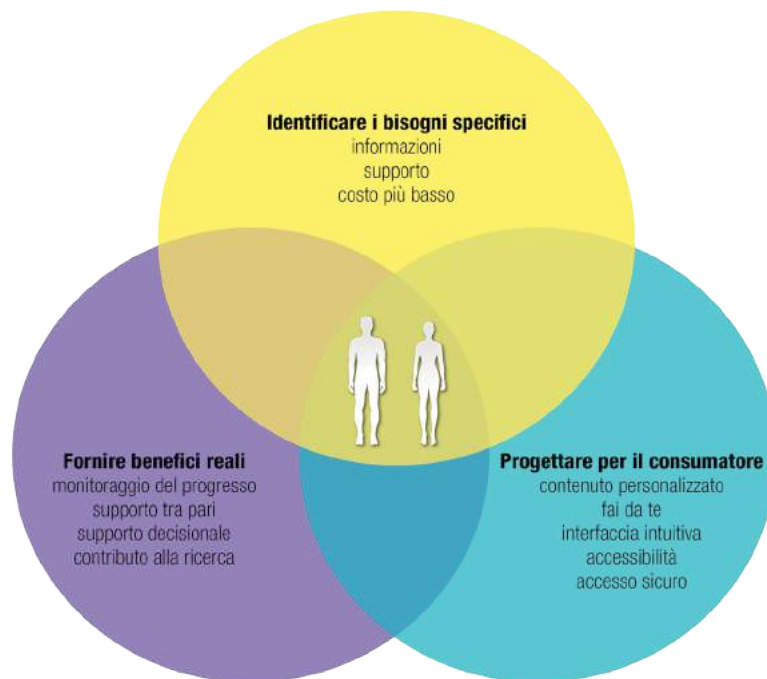 Identificare i bisogni specifici
informazioni
supporto
costo più basso
Fornire benefici reali
monitoraggio del progresso
supporto tra pari
supporto decisionale
contributo alla ricerca
Progettare per il consumatore
contenuto personalizzato
fai da te
interfaccia intuitiva
accessibilità
accesso sicuro